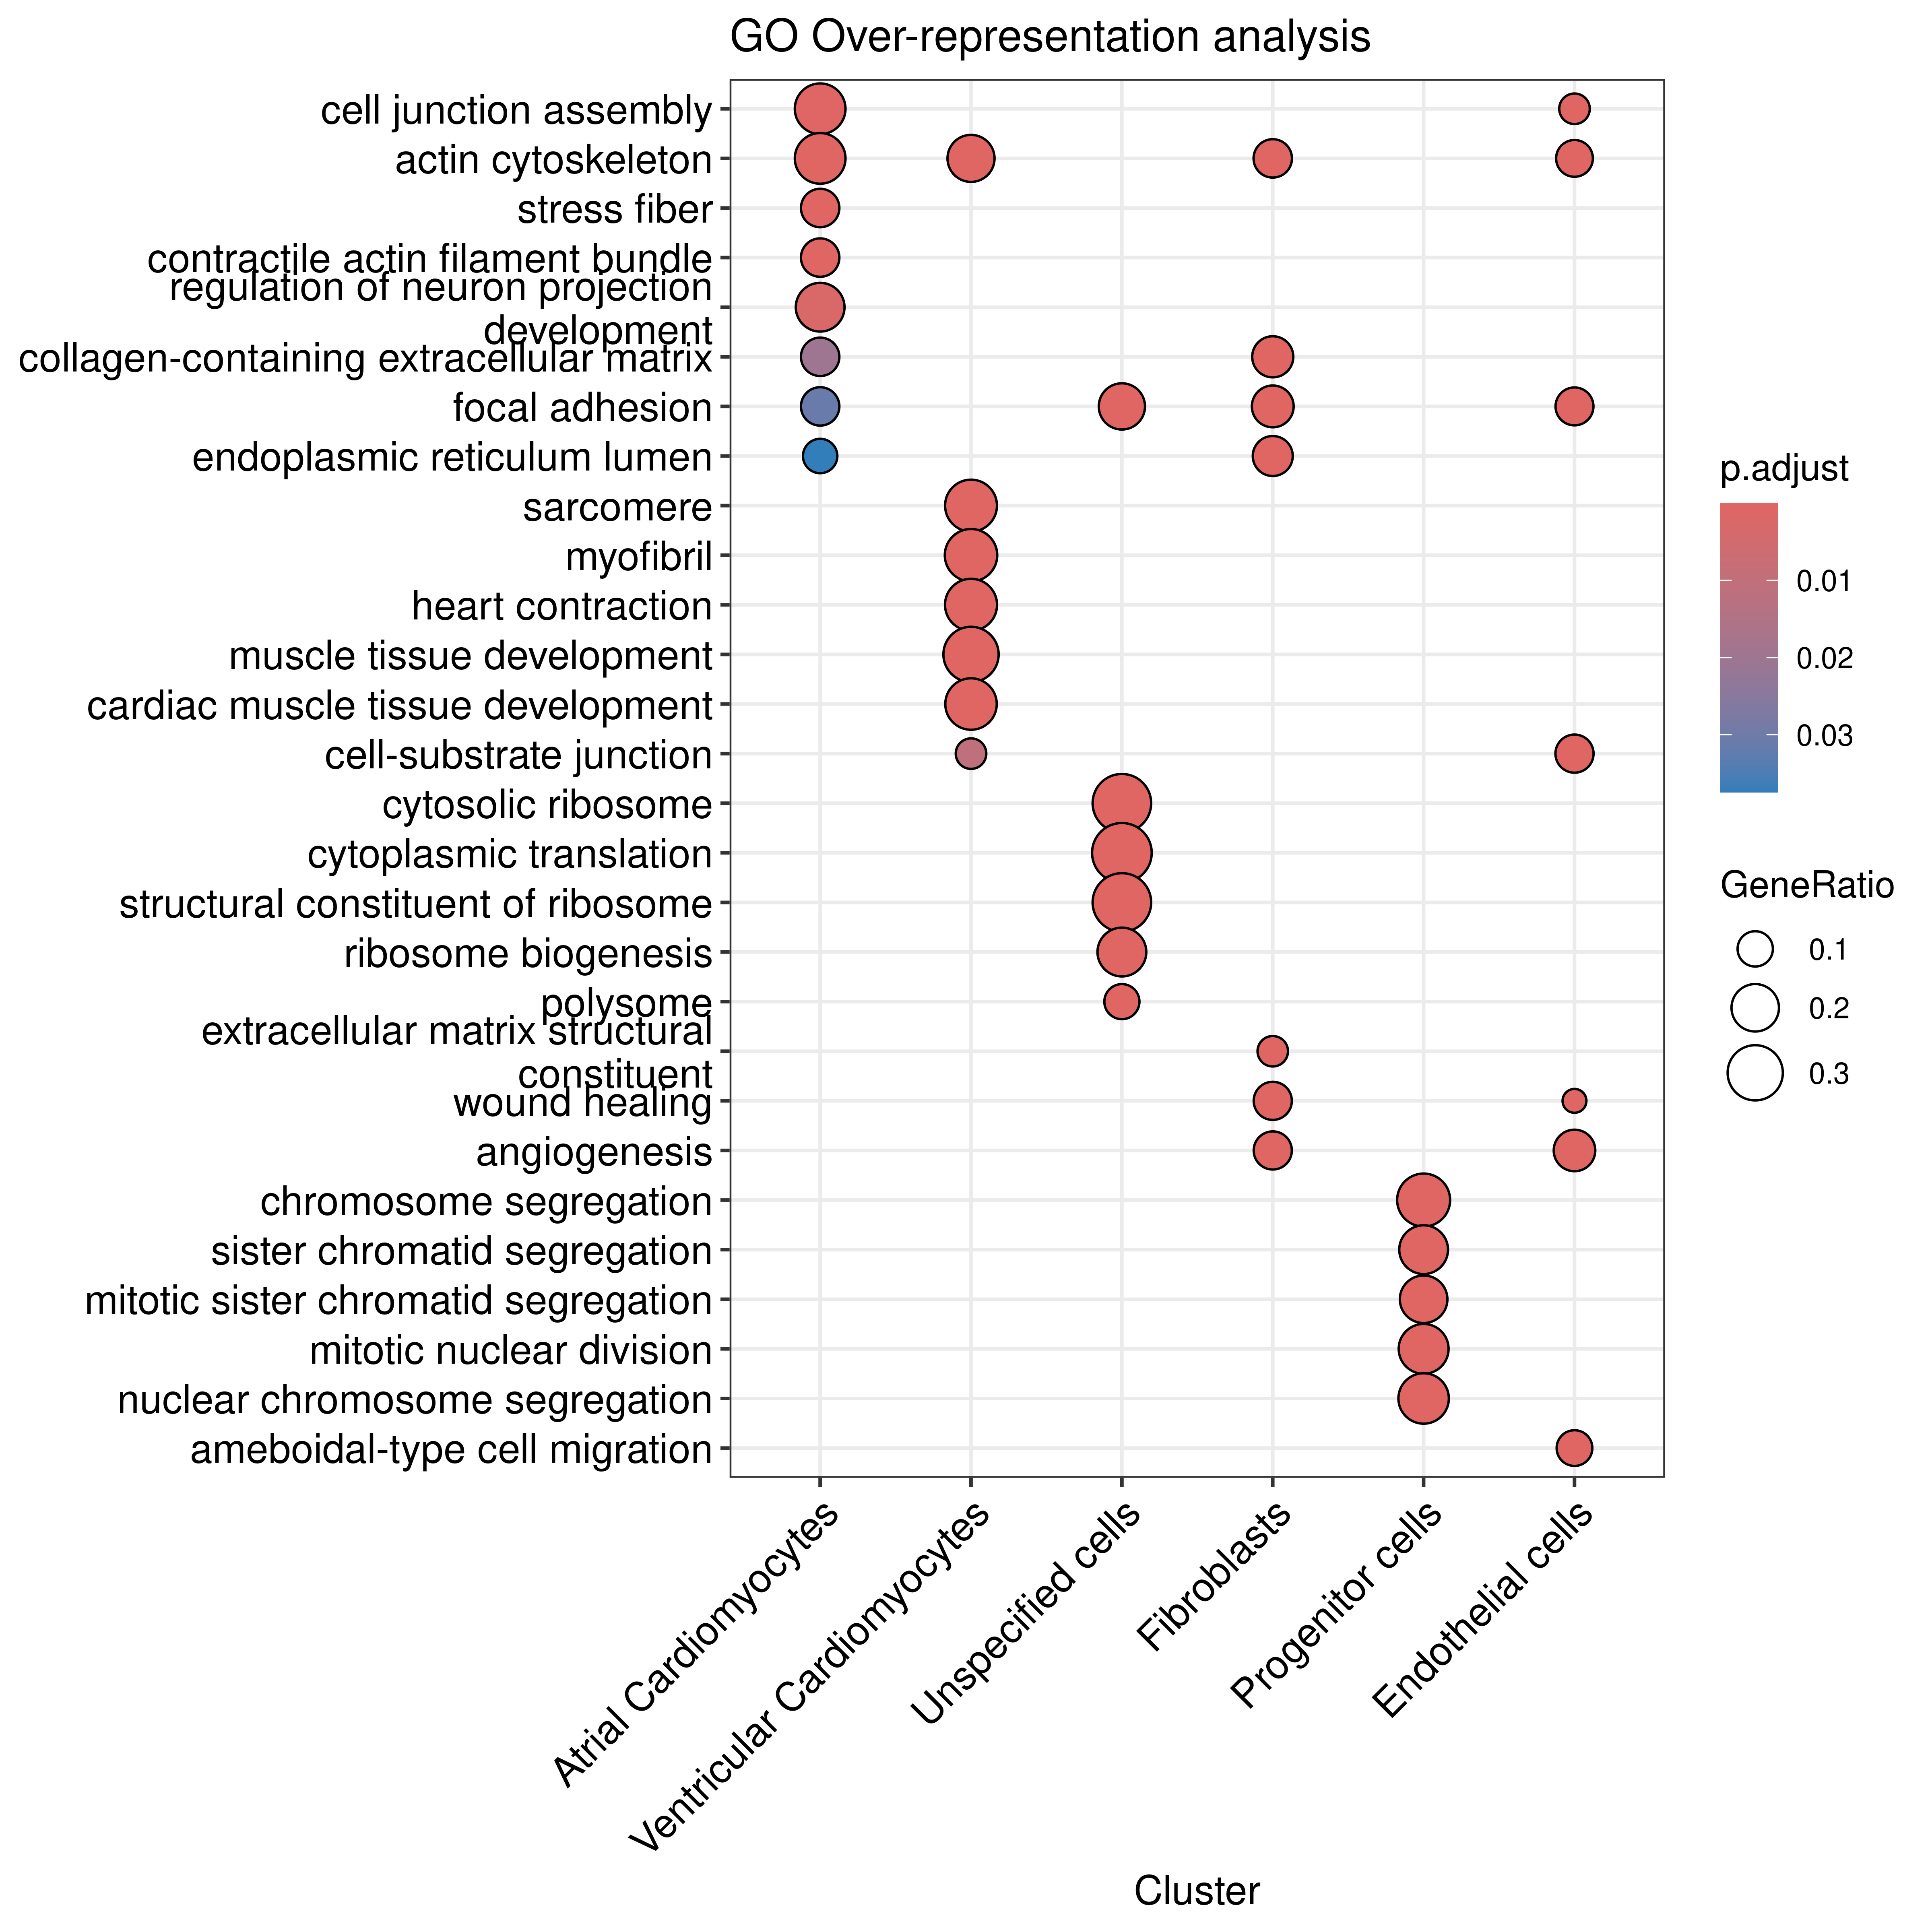 GO Over-representation analysis
cell junction assembly
actin cytoskeleton
stress fiber
contractile actin filament bundle
regulation of neuron projection
development
collagen-containing extracellular matrix
focal adhesion
endoplasmic reticulum lumen
sarcomere
myofibril
heart contraction
muscle tissue development
cardiac muscle tissue development
cell-substrate junction
cytosolic ribosome
cytoplasmic translation
structural constituent of ribosome
ribosome biogenesis
polysome
extracellular matrix structural
constituent
wound healing
angiogenesis
chromosome segregation
sister chromatid segregation
mitotic sister chromatid segregation
mitotic nuclear division
nuclear chromosome segregation
ameboidal-type cell migration
Atrial Cardiomyocytes
Ventricular Cardiomyocytes
Unspecified cells
Fibroblasts
Progenitor cells
Endothelial cells
Cluster
p.adjust
0.01
0.02
0.03
GeneRatio
0.1
0.2
0.3